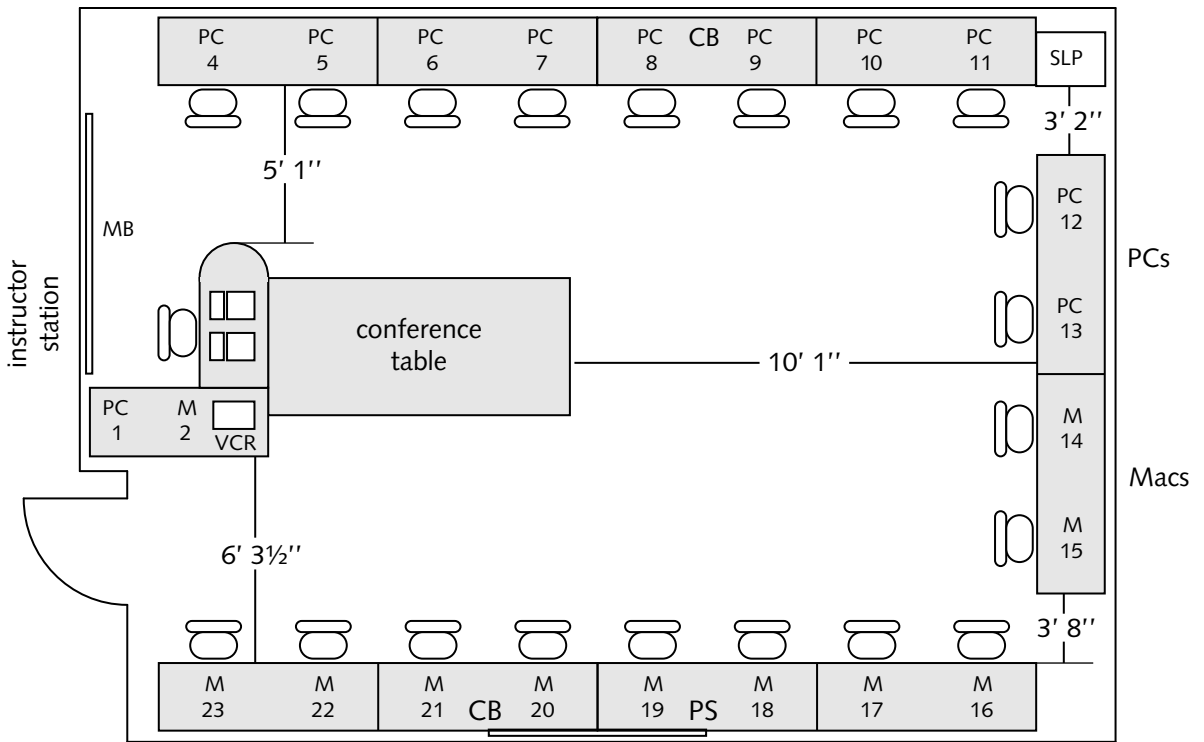 PC PC PC PC PC CB PC PC PC
4 5 6 7 8 9 10 11
SLP
3' 2''
5' 1''
MB
PC
12
PCs
instructor
station
PC
13
conference
table
10' 1''
PC M
1 2
VCR
M
14
Macs
M
15
6' 3½''
3' 8''
M M M M M M M M
23 22 21 CB 20 19 PS 18 17 16